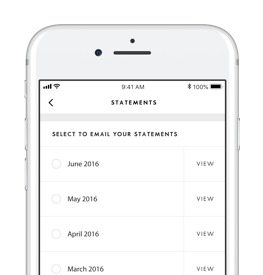 9:41 AM 100%
STATEMENTS
SELECT TO EMAIL YOUR STATEMENTS
June 2016 VIEW
May 2016 VIEW
April 2016 VIEW
March 2016 VIEW